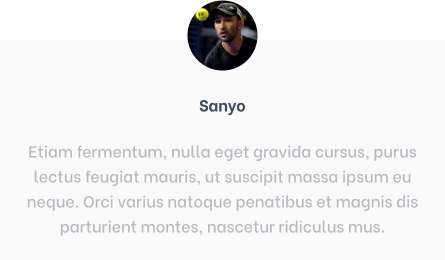 Sanyo
Etiam fermentum, nulla eget gravida cursus, purus
lectus feugiat mauris, ut suscipit massa ipsum eu
neque. Orci varius natoque penatibus et magnis dis
parturient montes, nascetur ridiculus mus.